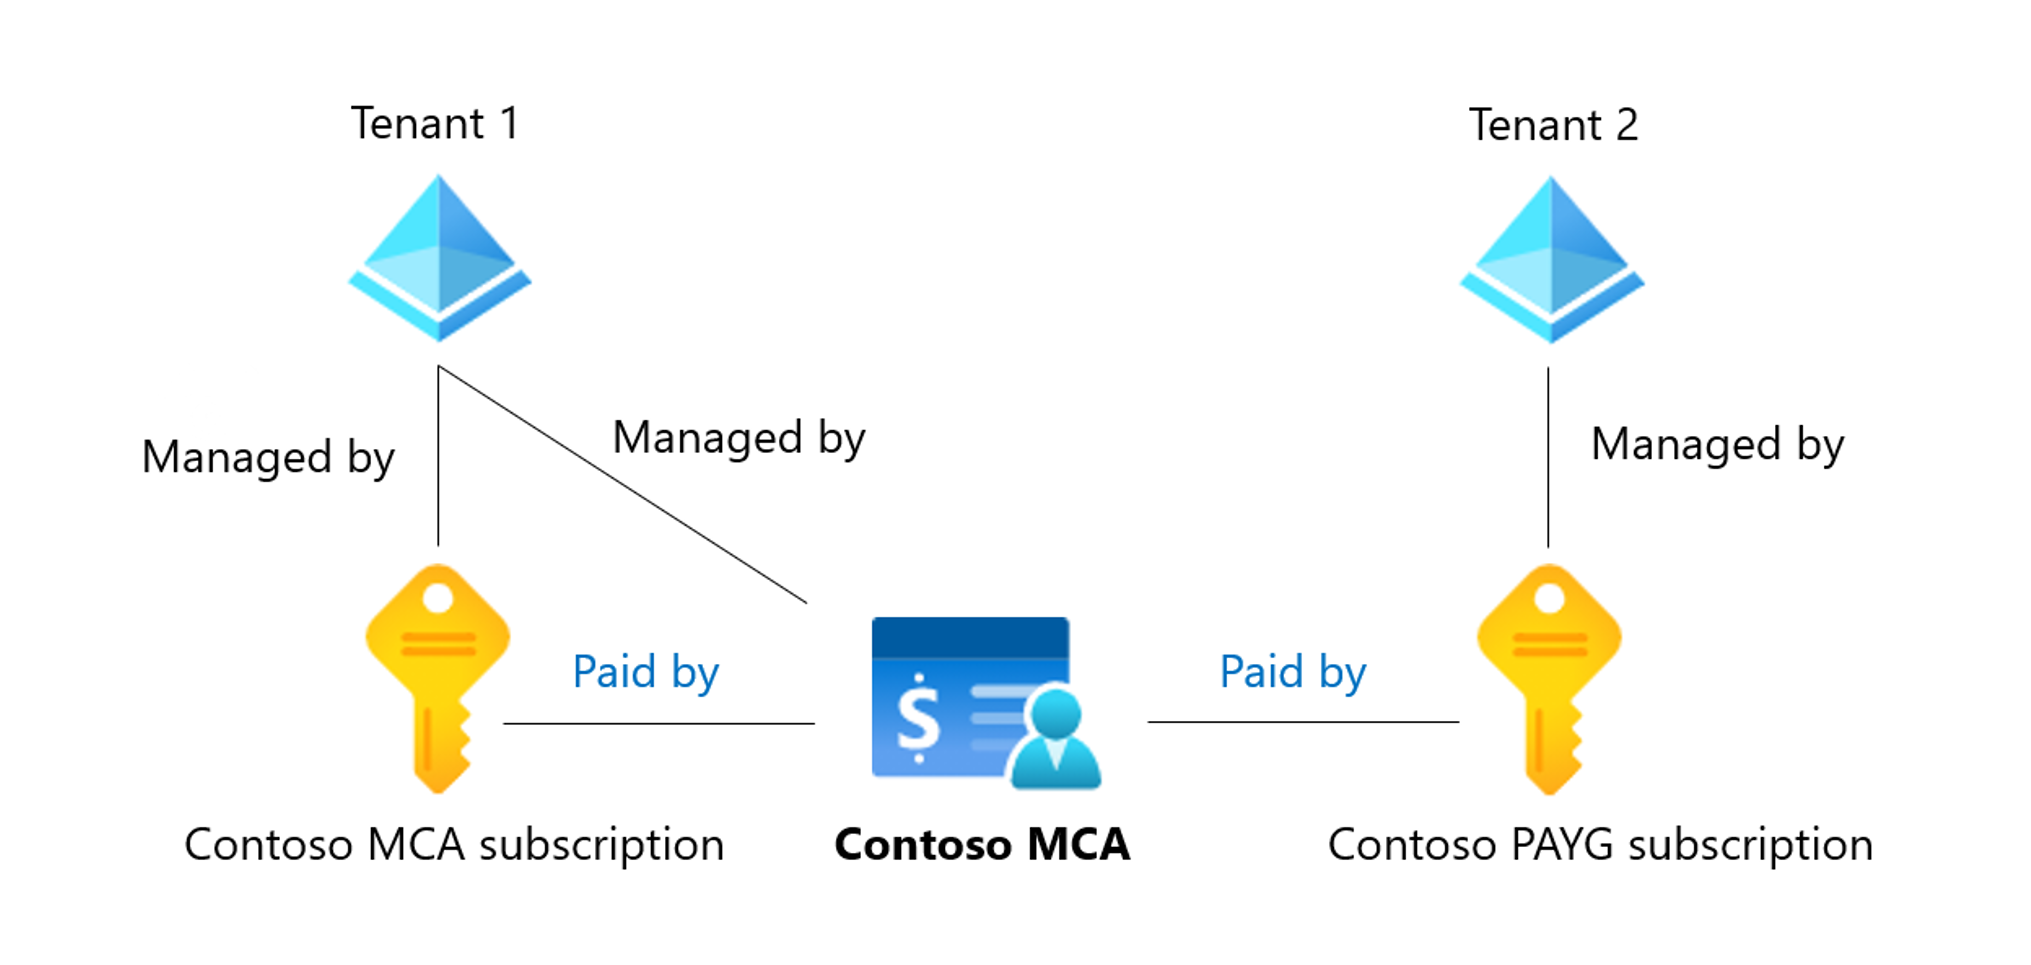 Tenant 1
Tenant 2
Managed by
Managed by
Managed by
Paid by
$
Paid by
Contoso MCA subscription
Contoso MCA
Contoso PAYG subscription